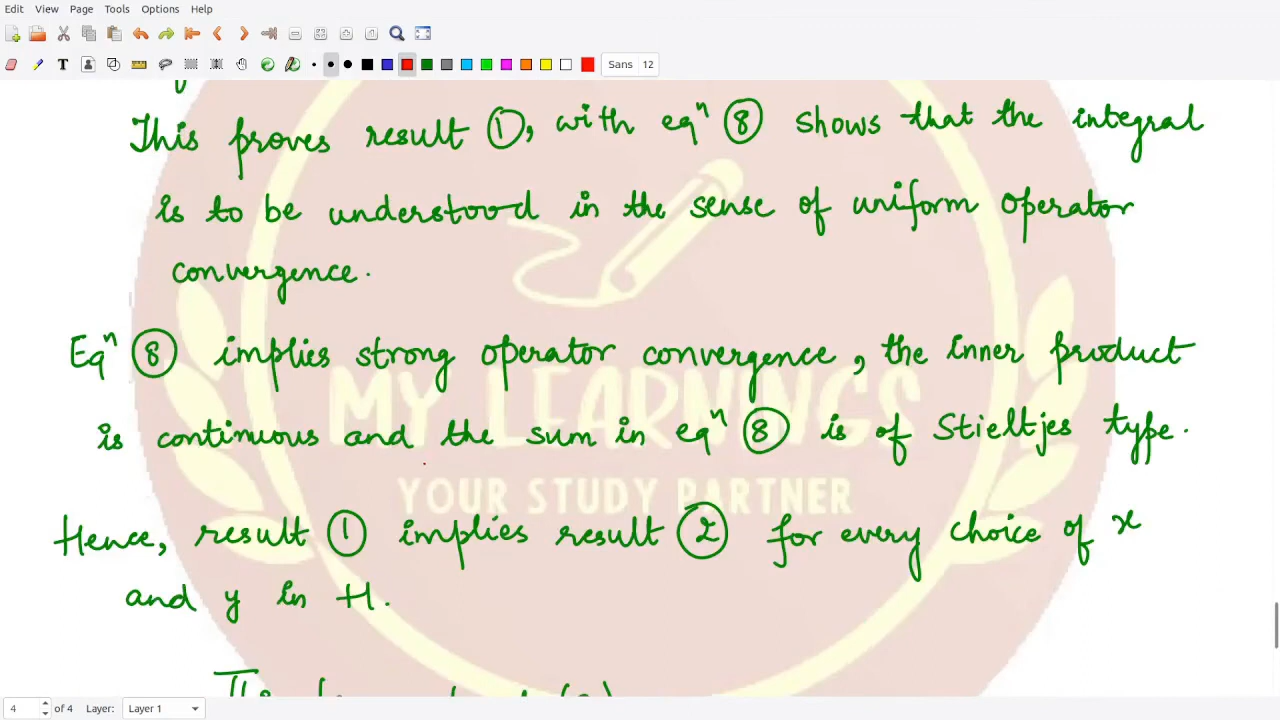 Edit View Page Tools Options Help
Sans 12
This proves result ①, with eqⁿ ⑧ shows that the integral
is to be understood in the sense of uniform operator
convergence.
Eqⁿ ⑧ implies strong operator convergence, the inner product
is continuous and the sum in eqⁿ ⑧ is of Stieltjes type.
MY LEARNINGS
YOUR STUDY PARTNER
Hence, result ① implies result ② for every choice of x
and y in H.
4 of 4 Layer: Layer 1